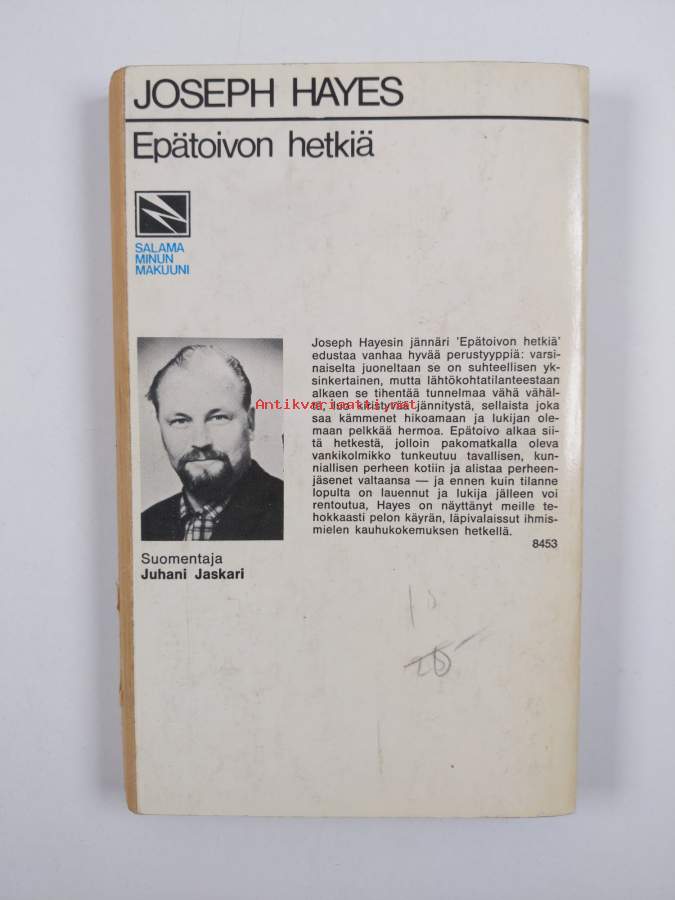 JOSEPH HAYES
Epätoivon hetkiä
SALAMA
MINUN
MAKUUNI
Joseph Hayesin jännäri 'Epätoivon hetkiä'
edustaa vanhaa hyvää perustyyppiä: varsi-
naiselta juoneltaan se on suhteellisen yk-
sinkertainen, mutta lähtökohtatilanteestaan
alkaen se tihentää tunnelmaa vähä vähäl-
Antikvariaatti.net
luo kiristyvää jännitystä, sellaista joka
saa kämmenet hikoamaan ja lukijan ole-
maan pelkkää hermoa. Epätoivo alkaa sii-
tä hetkestä, jolloin pakomatkalla oleva
vankikolmikko tunkeutuu tavallisen, kun-
niallisen perheen kotiin ja alistaa perheen-
jäsenet valtaansa — ja ennen kuin tilanne
lopulta on lauennut ja lukija jälleen voi
rentoutua, Hayes on näyttänyt meille te-
hokkaasti pelon käyrän, läpivalaissut ihmis-
mielen kauhukokemuksen hetkellä.
8453
Suomentaja
Juhani Jaskari